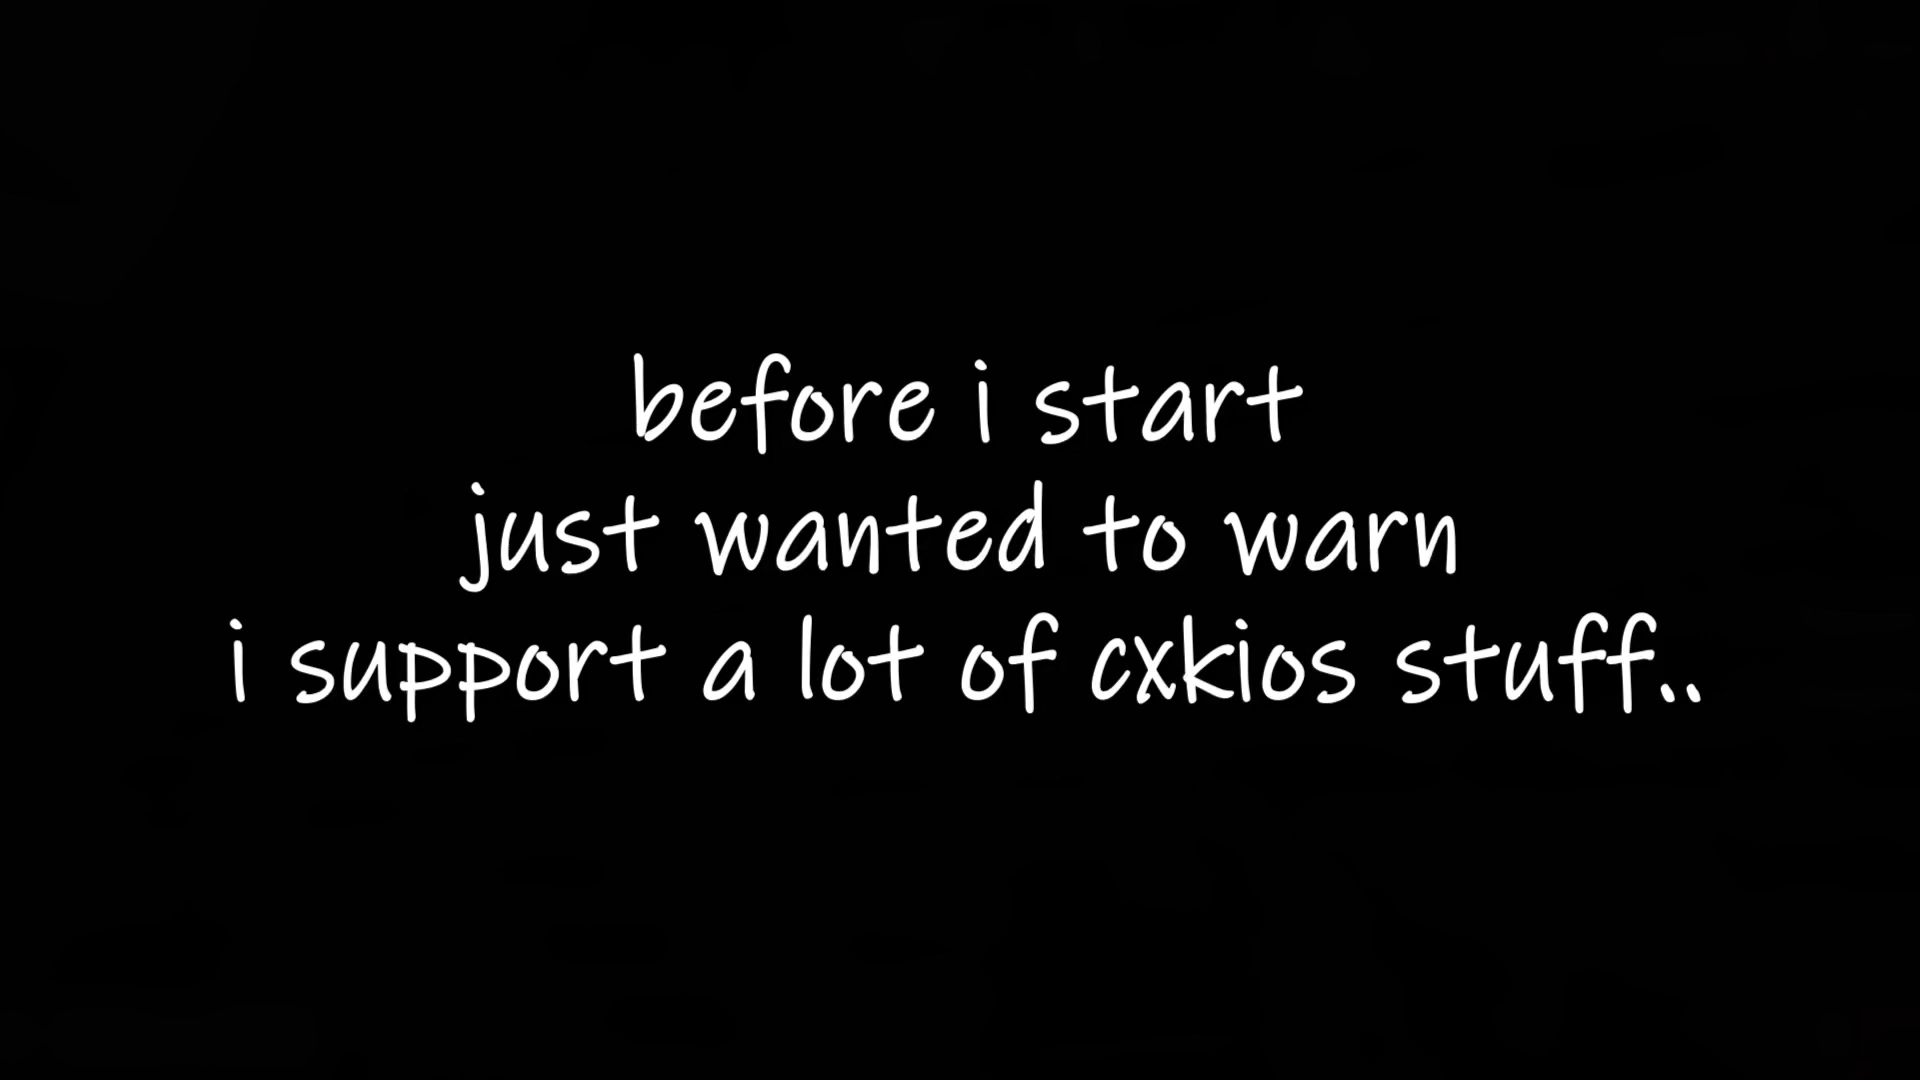 before i start
just wanted to warn
i support a lot of cxkios stuff..